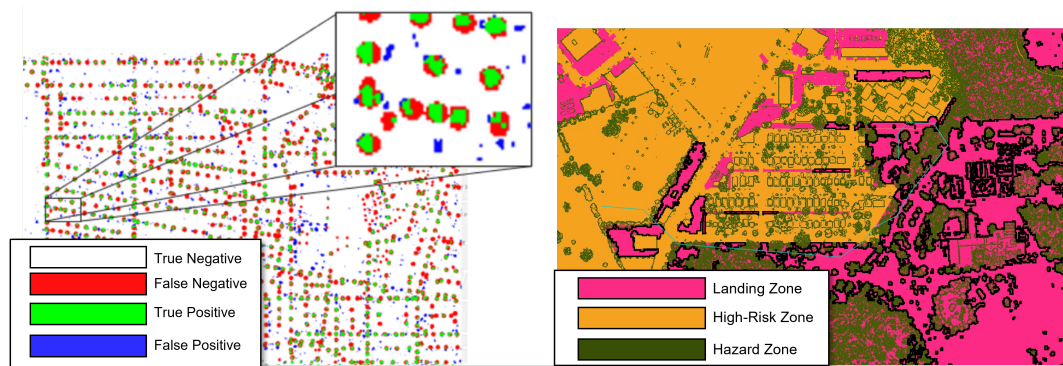 True Negative
False Negative
True Positive
False Positive
Landing Zone
High-Risk Zone
Hazard Zone